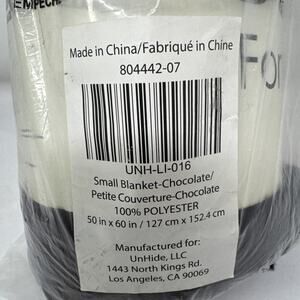 EMPECH
Made in China/Fabriqué in Chine
804442-07
For
UNH-LI-016
Small Blanket-Chocolate/
Petite Couverture-Chocolate
100% POLYESTER
50 in x 60 in / 127 cm x 152.4 cm
Manufactured for:
UnHide, LLC
1443 North Kings Rd.
Los Angeles, CA 90069